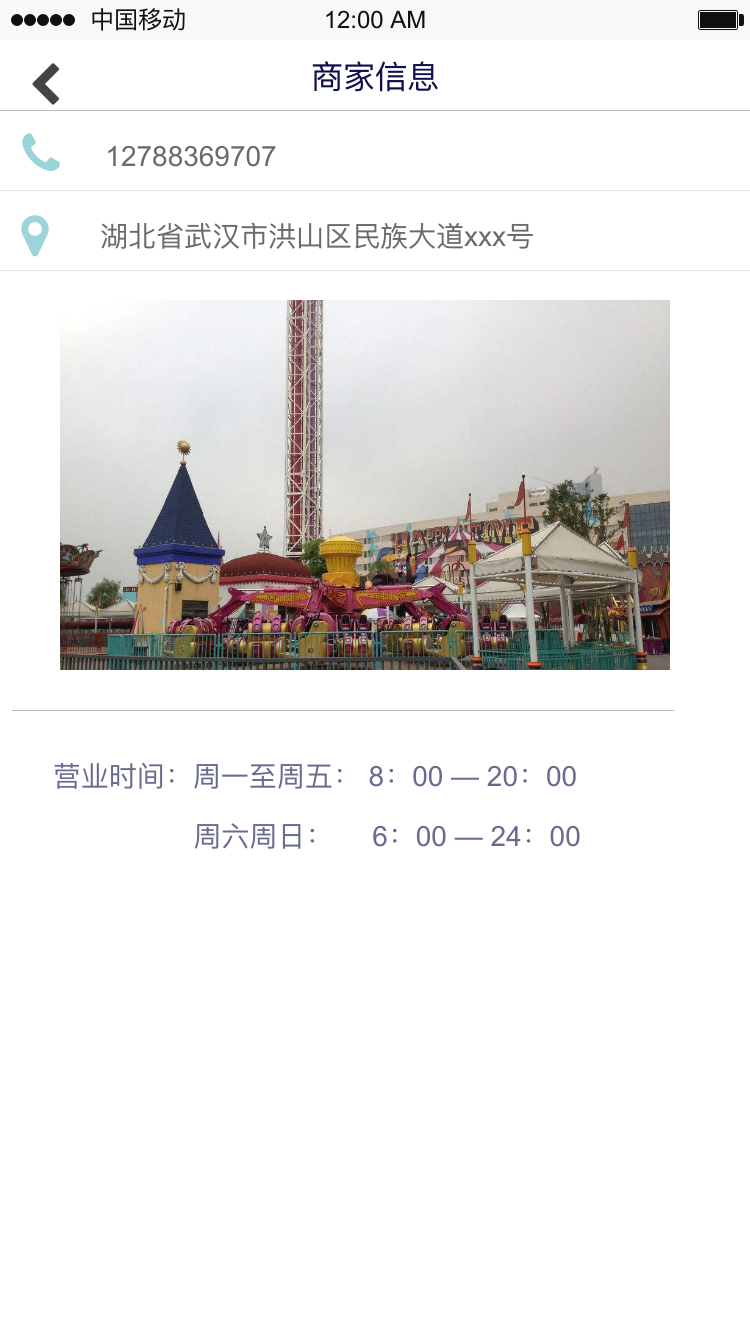 中国移动 12:00 AM
商家信息
12788369707
湖北省武汉市洪山区民族大道xxx号
营业时间：周一至周五： 8：00 — 20：00
周六周日： 6：00 — 24：00